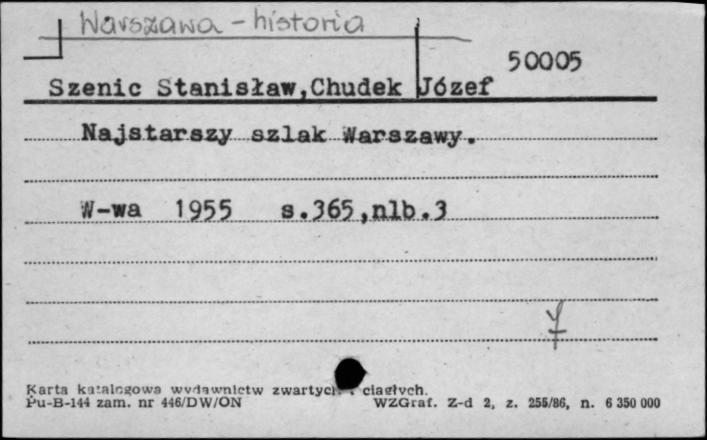 Warszawa - historia
50005
Szenic Stanisław,Chudek Józef
Najstarszy szlak Warszawy.
W-wa 1955 s.365,nlb.3
Karta katalogowa wydawnictw zwartych i ciągłych.
Pu-B-144 zam. nr 446/DW/ON WZGraf. Z-d 2, z. 255/86, n. 6 350 000